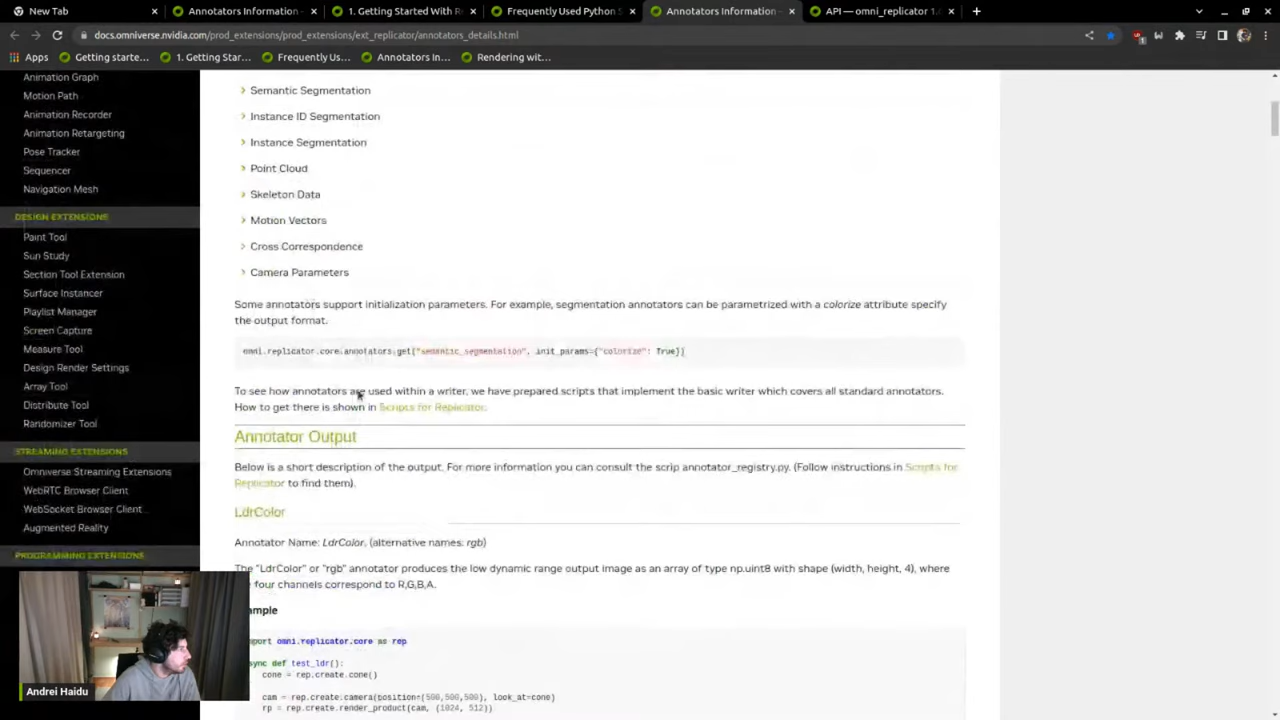 New Tab
Annotators Information
1. Getting Started With R
Frequently Used Python S
Annotators Information
API — omni_replicator 1.
docs.omniverse.nvidia.com/prod_extensions/prod_extensions/ext_replicator/annotators_details.html
Apps
Getting starte...
1. Getting Star...
Frequently Us...
Annotators In...
Rendering wit...
Animation Graph
Motion Path
Animation Recorder
Animation Retargeting
Pose Tracker
Sequencer
Navigation Mesh
DESIGN EXTENSIONS
Paint Tool
Sun Study
Section Tool Extension
Surface Instancer
Playlist Manager
Screen Capture
Measure Tool
Design Render Settings
Array Tool
Distribute Tool
Randomizer Tool
STREAMING EXTENSIONS
Omniverse Streaming Extensions
WebRTC Browser Client
WebSocket Browser Client
Augmented Reality
PROGRAMMING EXTENSIONS
Semantic Segmentation
Instance ID Segmentation
Instance Segmentation
Point Cloud
Skeleton Data
Motion Vectors
Cross Correspondence
Camera Parameters
Some annotators support initialization parameters. For example, segmentation annotators can be parametrized with a colorize attribute specify
the output format.
omni.replicator.core.annotators.get("semantic_segmentation", init_params={"colorize": True})
To see how annotators are used within a writer, we have prepared scripts that implement the basic writer which covers all standard annotators.
How to get there is shown in Scripts for Replicator.
Annotator Output
Below is a short description of the output. For more information you can consult the scrip annotator_registry.py. (Follow instructions in Scripts for
Replicator to find them).
LdrColor
Annotator Name: LdrColor, (alternative names: rgb)
The "LdrColor" or "rgb" annotator produces the low dynamic range output image as an array of type np.uint8 with shape (width, height, 4), where
four channels correspond to R,G,B,A.
ample
port omni.replicator.core as rep
sync def test_ldr():
cone = rep.create.cone()
cam = rep.create.camera(position=(500,500,500), look_at=cone)
rp = rep.create.render_product(cam, (1024, 512))
Andrei Haidu